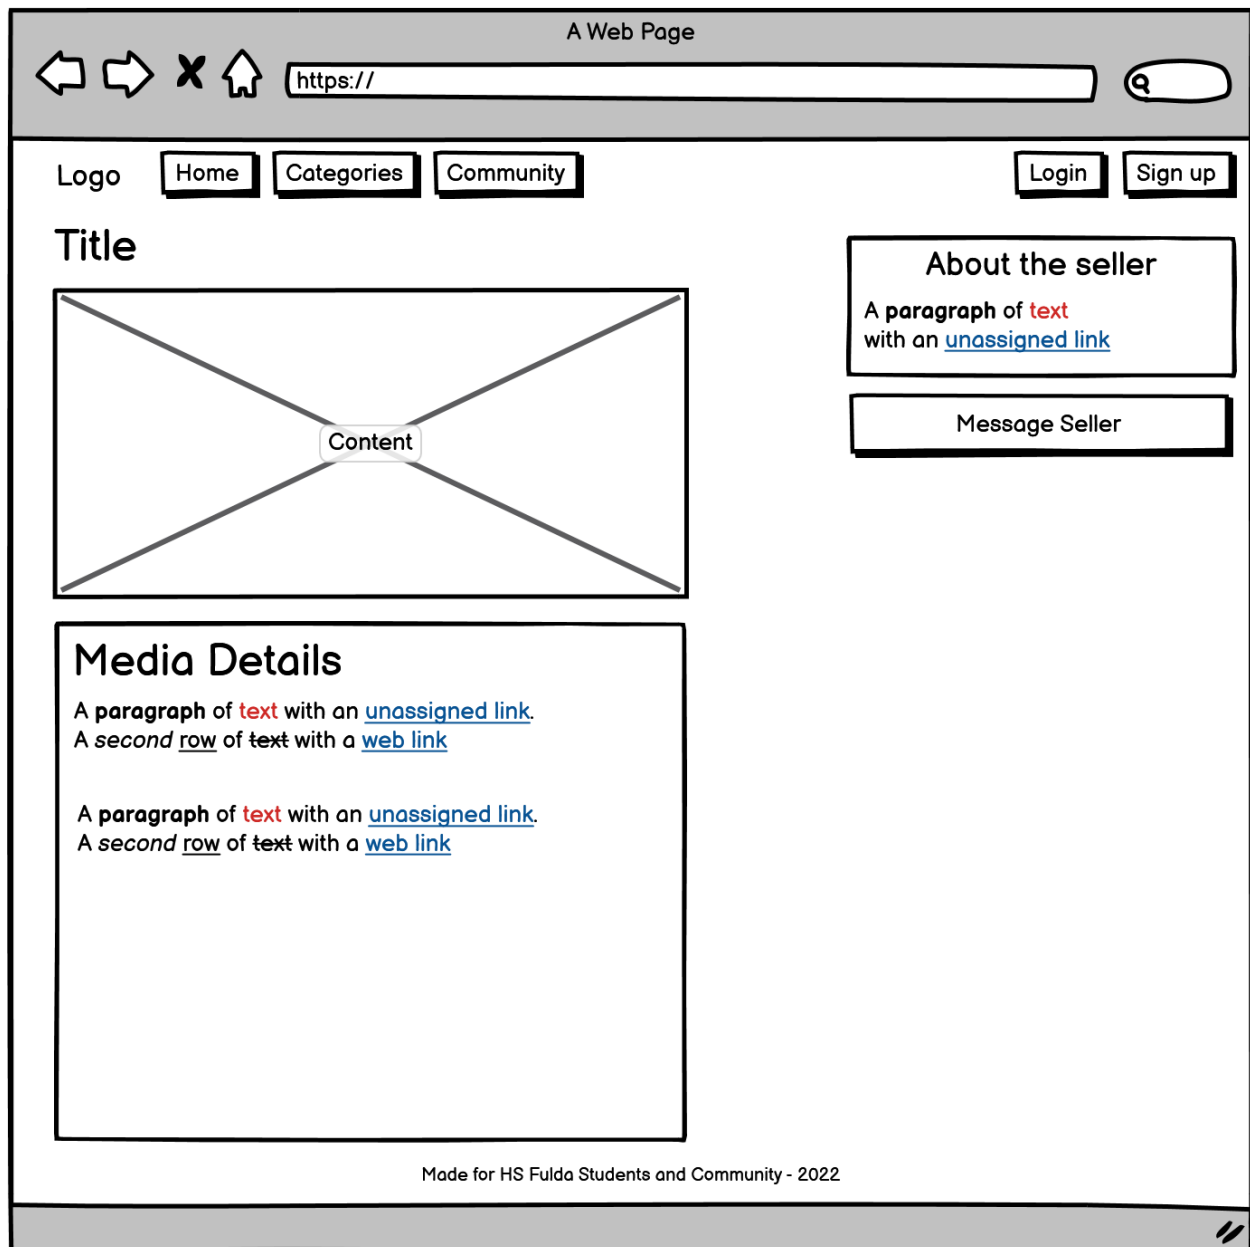 A Web Page
https://
Logo
Home
Categories
Community
Login
Sign up
Title
About the seller
A paragraph of text
with an unassigned link
Message Seller
Content
Media Details
A paragraph of text with an unassigned link.
A second row of text with a web link
A paragraph of text with an unassigned link.
A second row of text with a web link
Made for HS Fulda Students and Community - 2022